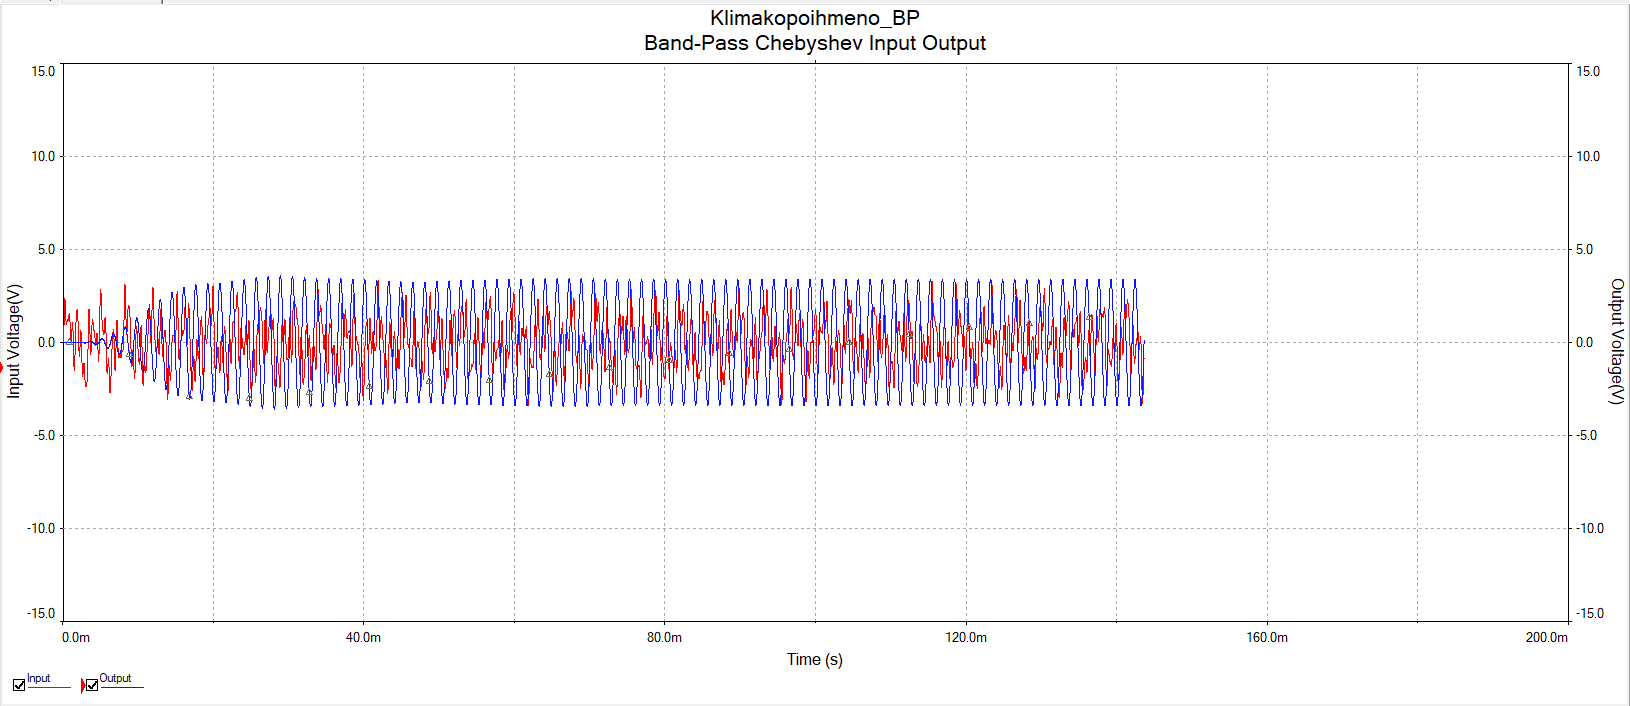 Klimakopoihmeno_BP
Band-Pass Chebyshev Input Output
15.0
15.0
10.0
10.0
5.0
5.0
Input Voltage(V)
0.0
0.0
Output Voltage(V)
-5.0
-5.0
-10.0
-10.0
-15.0
-15.0
0.0m 40.0m 80.0m 120.0m 160.0m 200.0m
Time (s)
Input Output